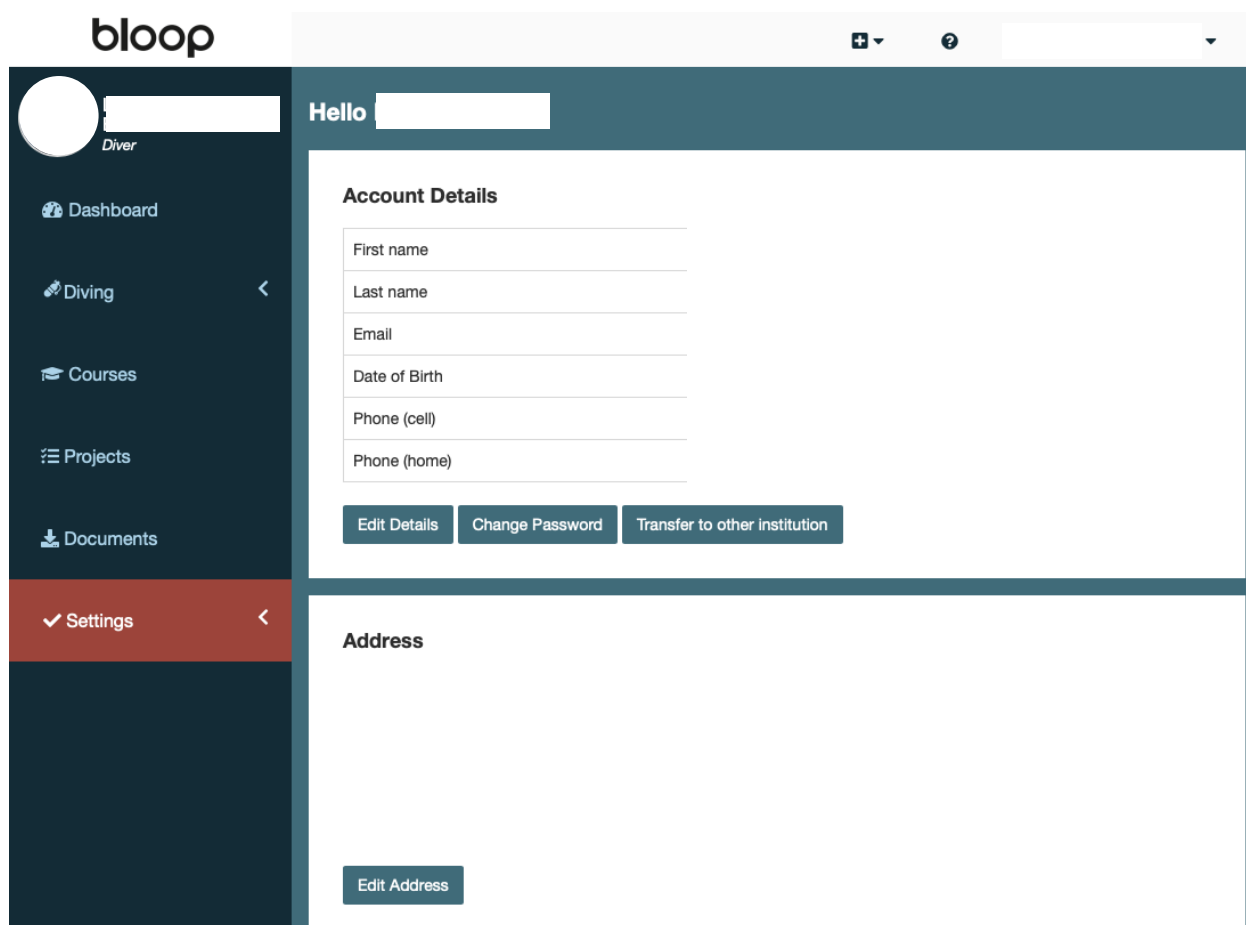 bloop
Diver
Dashboard
Diving
Courses
Projects
Documents
Settings
Hello
Account Details
First name
Last name
Email
Date of Birth
Phone (cell)
Phone (home)
Edit Details Change Password Transfer to other institution
Address
Edit Address